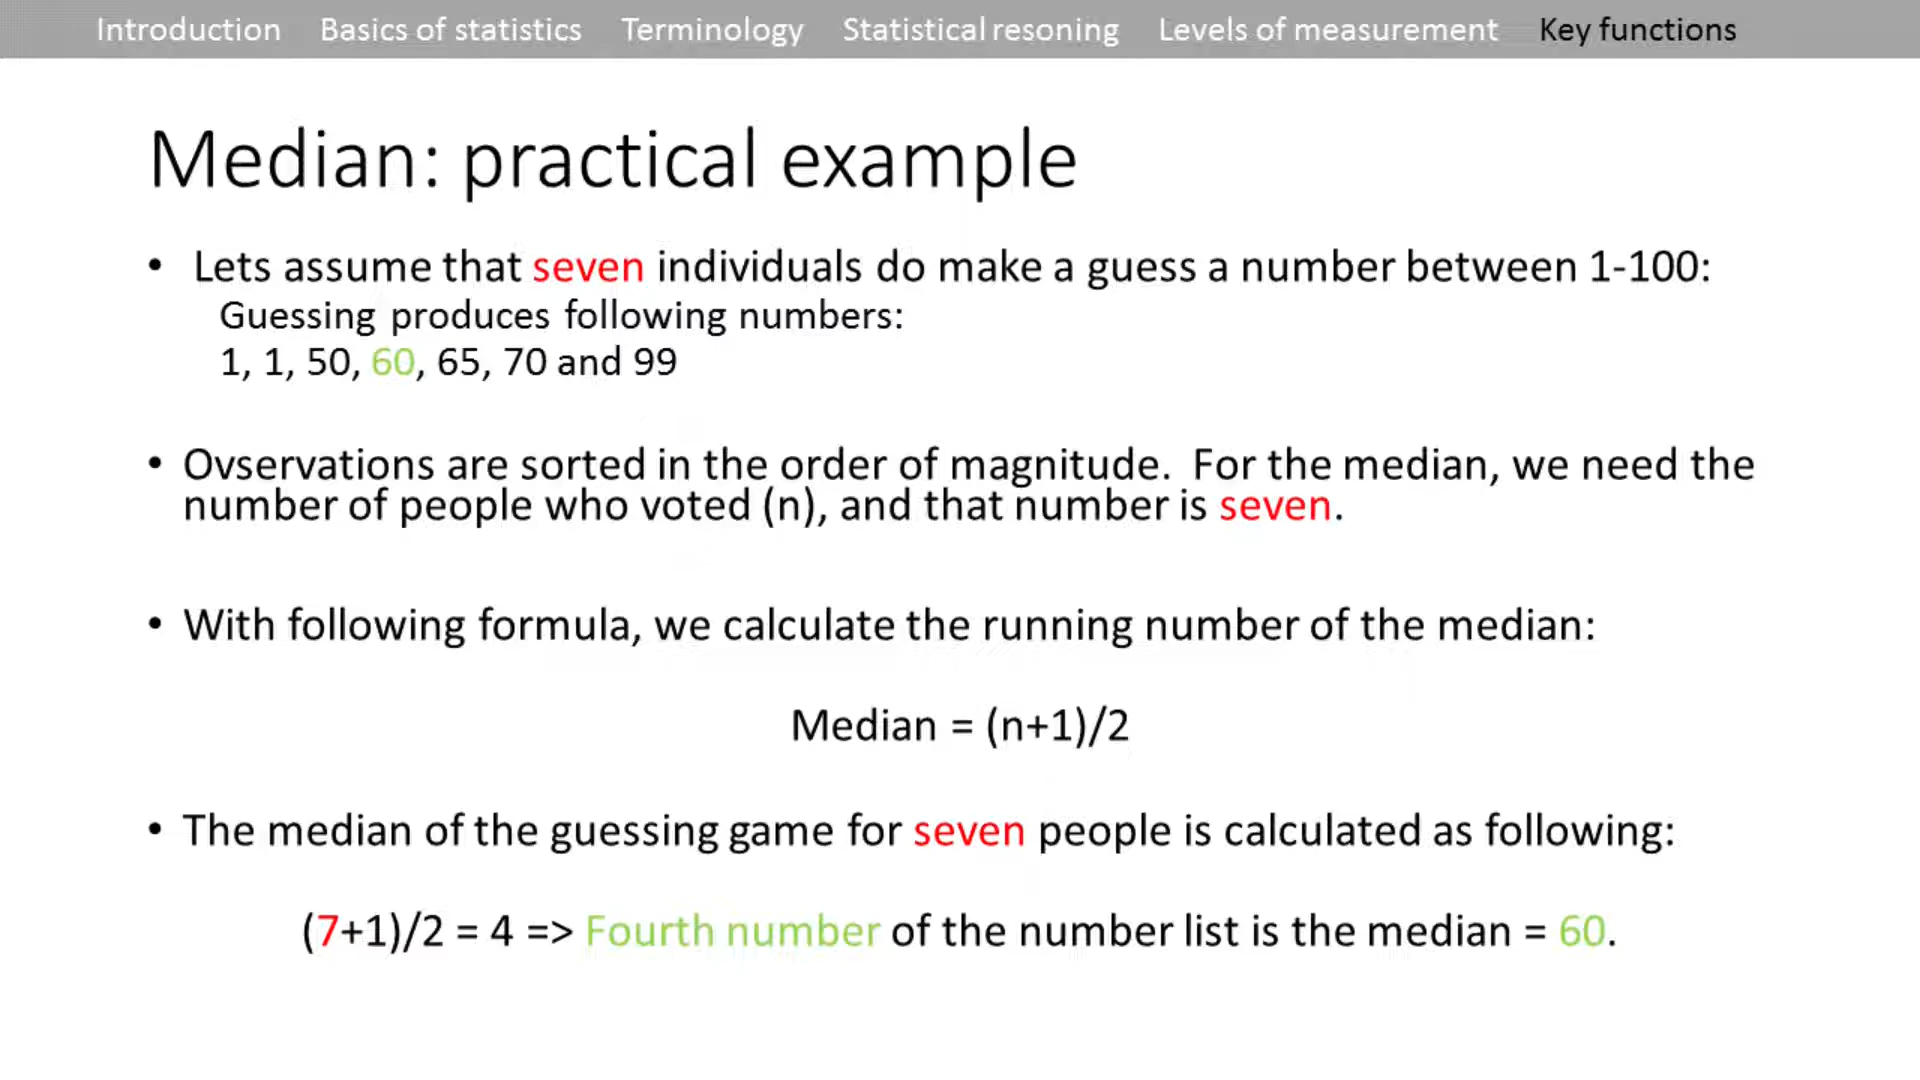 Introduction Basics of statistics Terminology Statistical resoning Levels of measurement Key functions
Median: practical example
• Lets assume that seven individuals do make a guess a number between 1-100:
Guessing produces following numbers:
1, 1, 50, 60, 65, 70 and 99
• Ovservations are sorted in the order of magnitude. For the median, we need the
number of people who voted (n), and that number is seven.
• With following formula, we calculate the running number of the median:
Median = (n+1)/2
• The median of the guessing game for seven people is calculated as following:
(7+1)/2 = 4 => Fourth number of the number list is the median = 60.